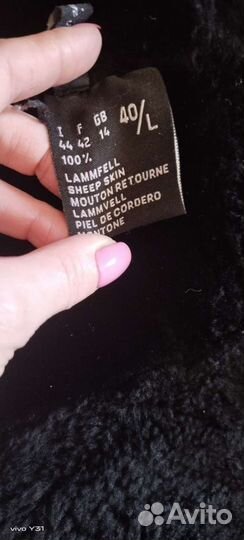 I F GB 40/L
44 42 14
100%
LAMMFELL
SHEEP SKIN
MOUTON RETOURNE
LAMMVELL
PIEL DE CORDERO
MONTONE
vivo Y31
Avito